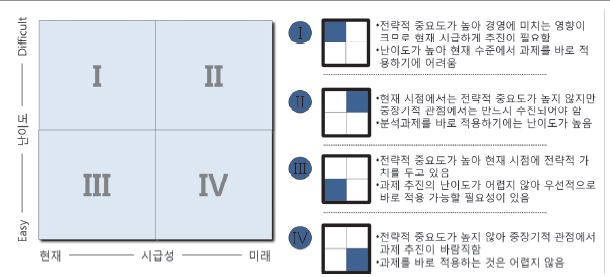 Difficult
난이도
Easy
I
II
III
IV
현재
시급성
미래
I
•전략적 중요도가 높아 경영에 미치는 영향이
크므로 현재 시급하게 추진이 필요함
•난이도가 높아 현재 수준에서 과제를 바로 적
용하기에 어려움
II
•현재 시점에서는 전략적 중요도가 높지 않지만
중장기적 관점에서는 반드시 추진되어야 함
•분석과제를 바로 적용하기에는 난이도가 높음
III
•전략적 중요도가 높아 현재 시점에 전략적 가
치를 두고 있음
•과제 추진의 난이도가 어렵지 않아 우선적으로
바로 적용 가능할 필요성이 있음
IV
•전략적 중요도가 높지 않아 중장기적 관점에서
과제 추진이 바람직함
•과제를 바로 적용하는 것은 어렵지 않음